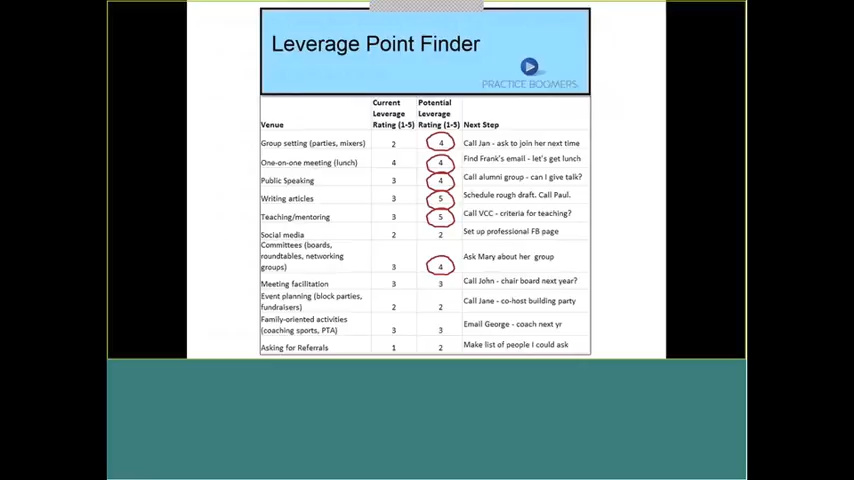 Leverage Point Finder
PRACTICE BOOMERS
Current Potential
Leverage Leverage
Venue Rating (1-5) Rating (1-5) Next Step
Group setting (parties, mixers) 2 4 Call Jan - ask to join her next time
One-on-one meeting (lunch) 4 4 Find Frank's email - let's get lunch
Public Speaking 3 4 Call alumni group - can I give talk?
Writing articles 3 5 Schedule rough draft. Call Paul.
Teaching/mentoring 3 5 Call VCC - criteria for teaching?
Social media 2 2 Set up professional FB page
Committees (boards,
roundtables, networking Ask Mary about her group
groups) 3 4
Meeting facilitation 3 3 Call John - chair board next year?
Event planning (block parties, Call Jane - co-host building party
fundraisers) 2 2
Family-oriented activities Email George - coach next yr
(coaching sports, PTA) 3 3
Asking for Referrals 1 2 Make list of people I could ask